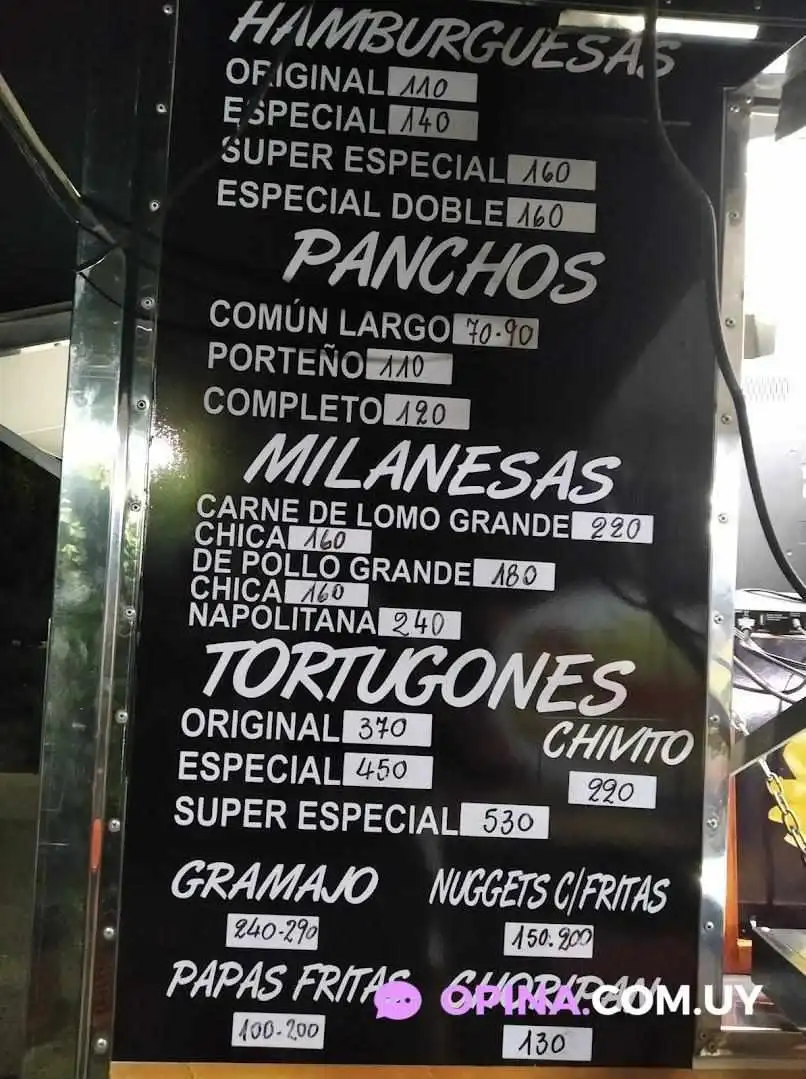 HAMBURGUESAS
ORIGINAL 110
ESPECIAL 140
SUPER ESPECIAL 160
ESPECIAL DOBLE 160
PANCHOS
COMÚN LARGO 70-90
PORTEÑO 110
COMPLETO 120
MILANESAS
CARNE DE LOMO GRANDE 220
CHICA 160
DE POLLO GRANDE 180
CHICA 160
NAPOLITANA 240
TORTUGONES
ORIGINAL 370
ESPECIAL 450
SUPER ESPECIAL 530
CHIVITO
220
GRAMAJO
240-290
NUGGETS C/FRITAS
150-200
PAPAS FRITAS
100-200
CHORIPAN
130
OPINA.COM.UY